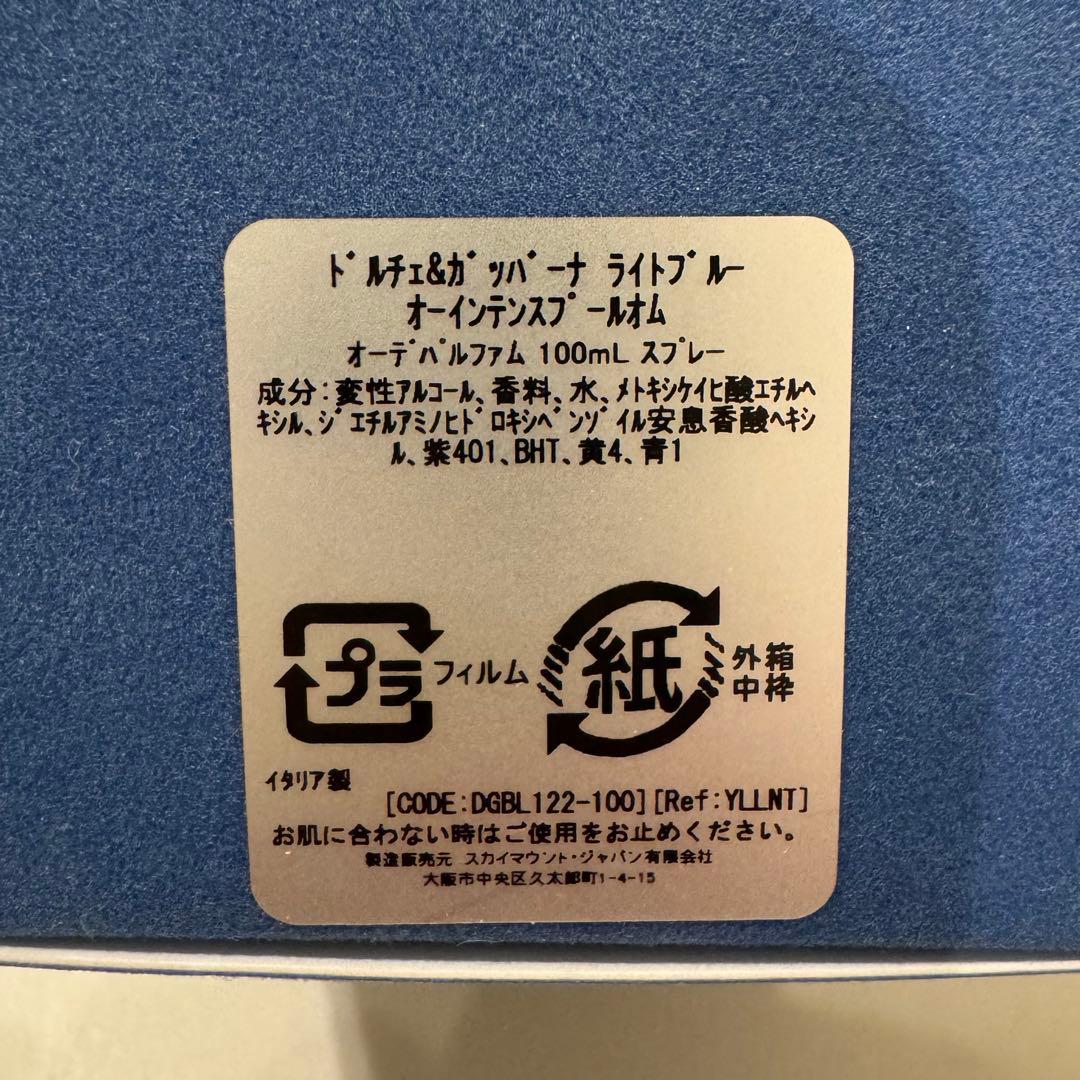 ドルチェ&ガッバーナ ライトブルー
オーインテンスプールオム
オーデパルファム 100mL スプレー
成分：変性アルコール、香料、水、メトキシケイヒ酸エチルヘ
キシル、ジエチルアミノヒドロキシベンゾイル安息香酸ヘキシ
ル、紫401、BHT、黄4、青1
プラ フィルム 紙 外箱
中枠
イタリア製
[CODE:DGBL122-100][Ref:YLLNT]
お肌に合わない時はご使用をお止めください。
製造販売元 スカイマウント・ジャパン有限会社
大阪市中央区久太郎町1-4-15